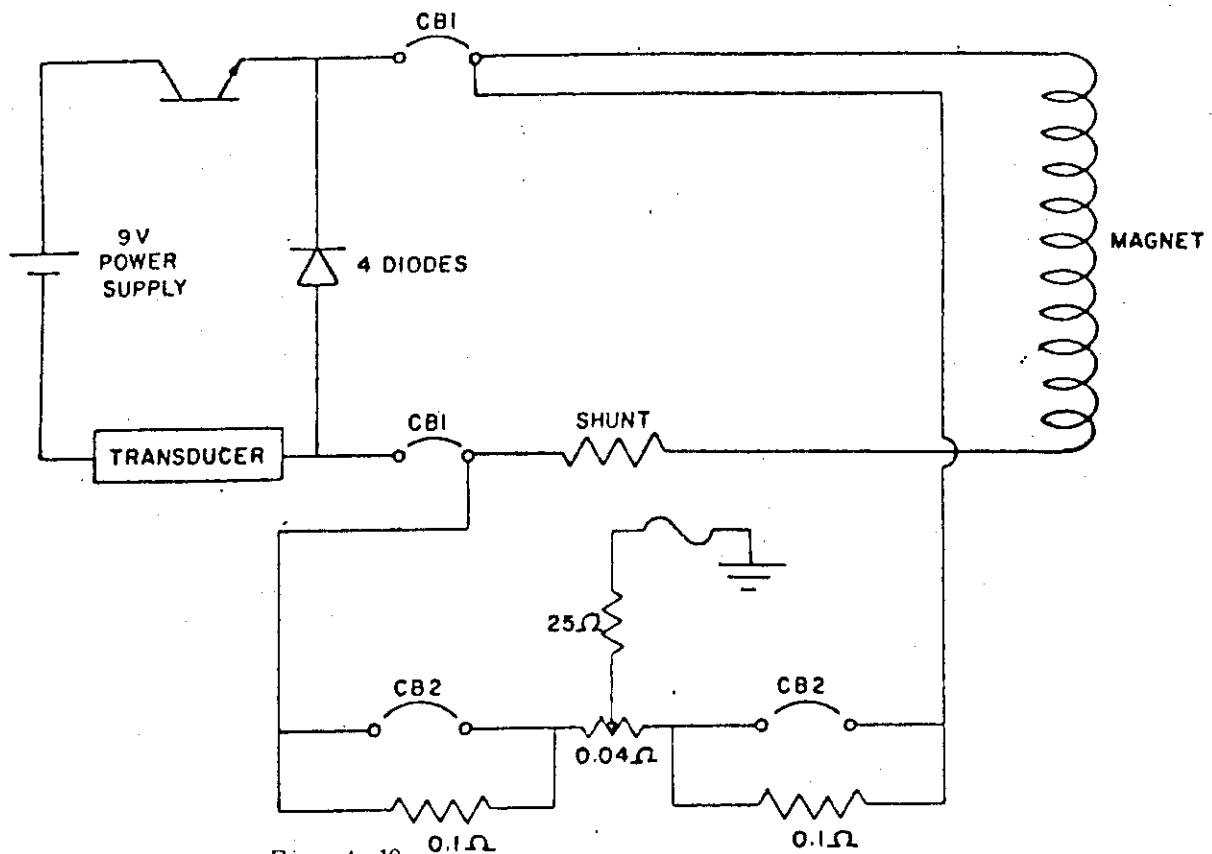 CB1
9V
POWER
SUPPLY
4 DIODES
MAGNET
CB1
SHUNT
TRANSDUCER
25Ω
CB2
CB2
0.04Ω
0.1Ω
0.1Ω